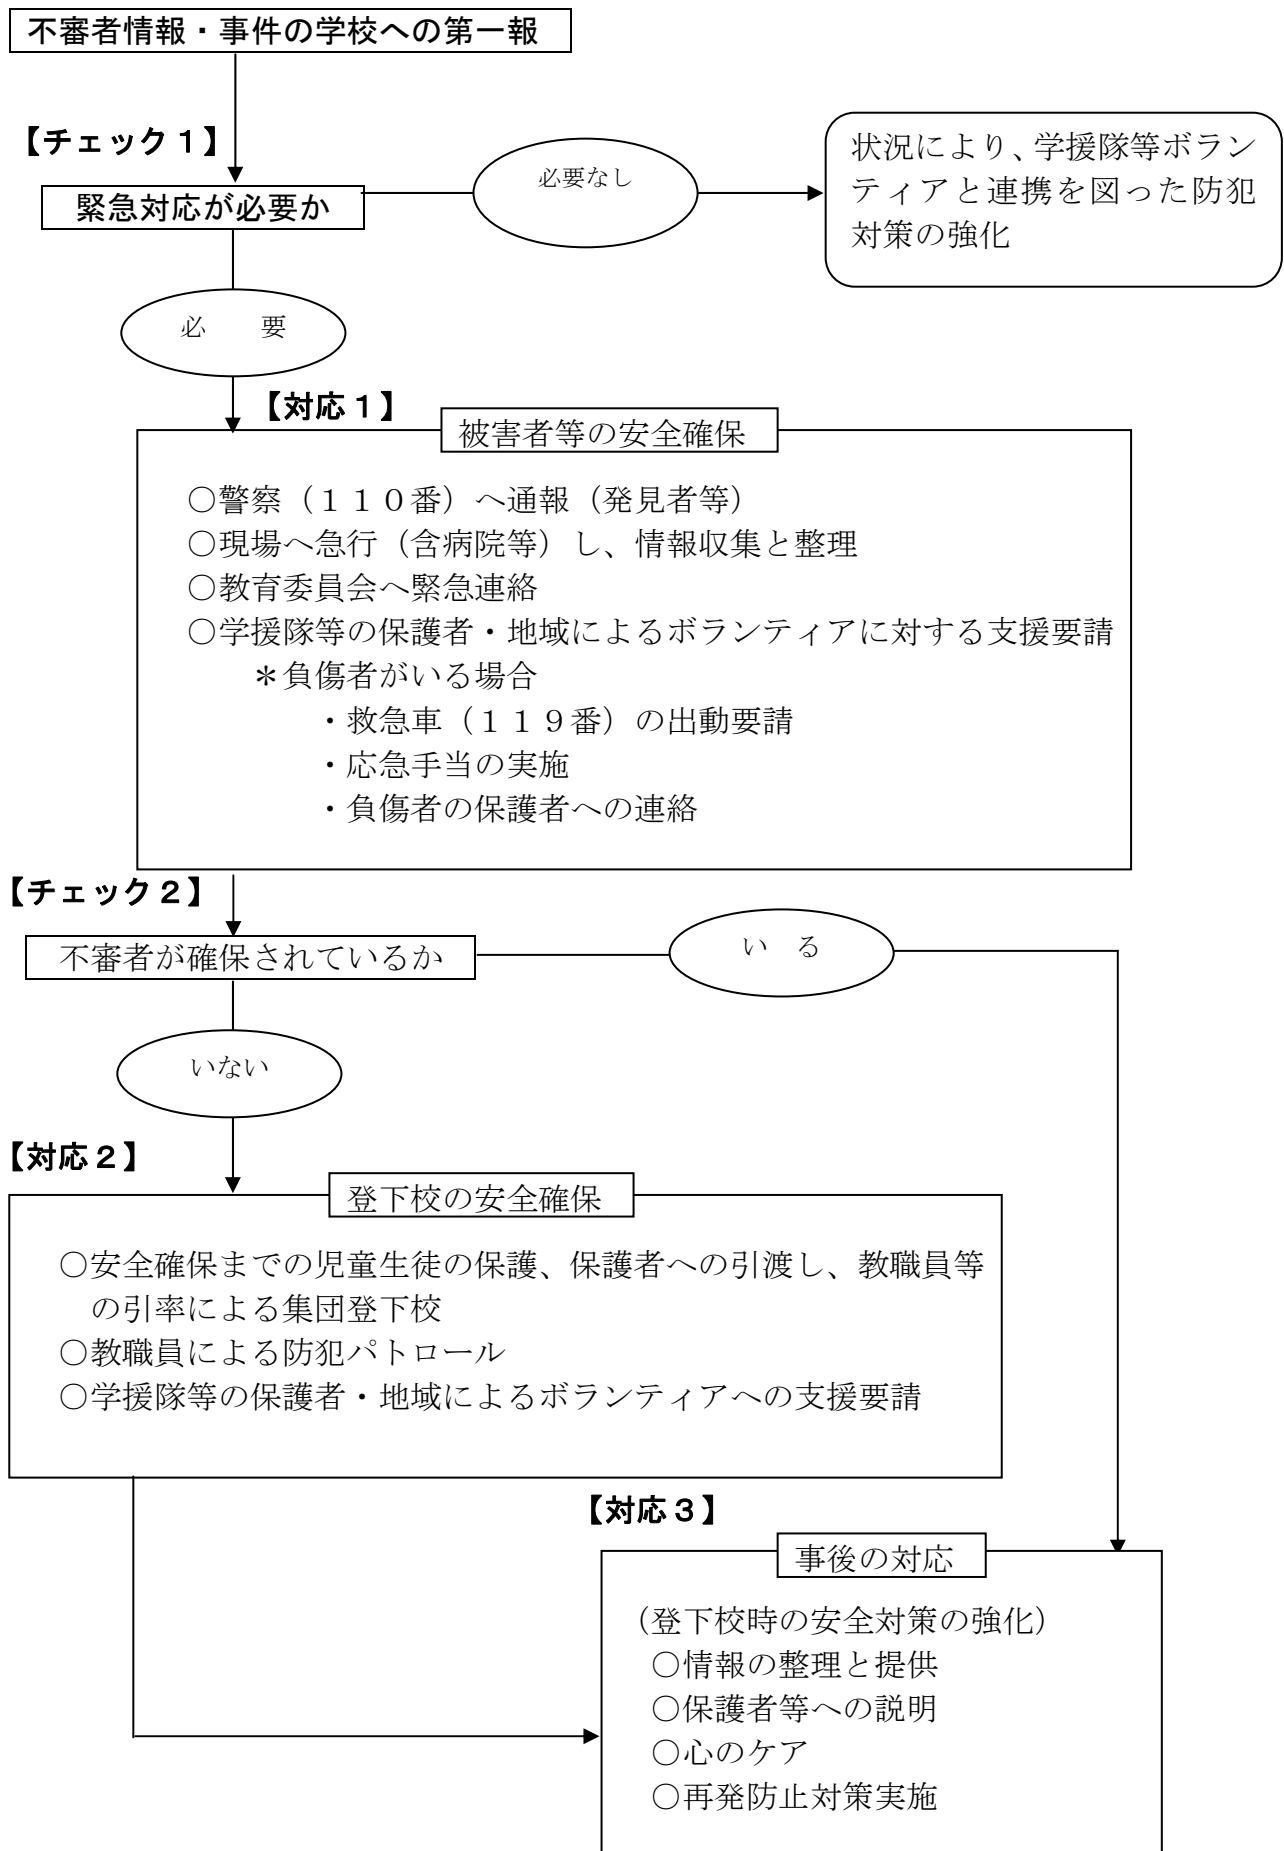 不審者情報・事件の学校への第一報
【チェック１】
緊急対応が必要か
必要なし
状況により、学援隊等ボラン
ティアと連携を図った防犯
対策の強化
必　要
【対応１】
被害者等の安全確保
○警察（１１０番）へ通報（発見者等）
○現場へ急行（含病院等）し、情報収集と整理
○教育委員会へ緊急連絡
○学援隊等の保護者・地域によるボランティアに対する支援要請
＊負傷者がいる場合
・救急車（１１９番）の出動要請
・応急手当の実施
・負傷者の保護者への連絡
【チェック２】
不審者が確保されているか
い　る
いない
【対応２】
登下校の安全確保
○安全確保までの児童生徒の保護、保護者への引渡し、教職員等
の引率による集団登下校
○教職員による防犯パトロール
○学援隊等の保護者・地域によるボランティアへの支援要請
【対応３】
事後の対応
（登下校時の安全対策の強化）
○情報の整理と提供
○保護者等への説明
○心のケア
○再発防止対策実施